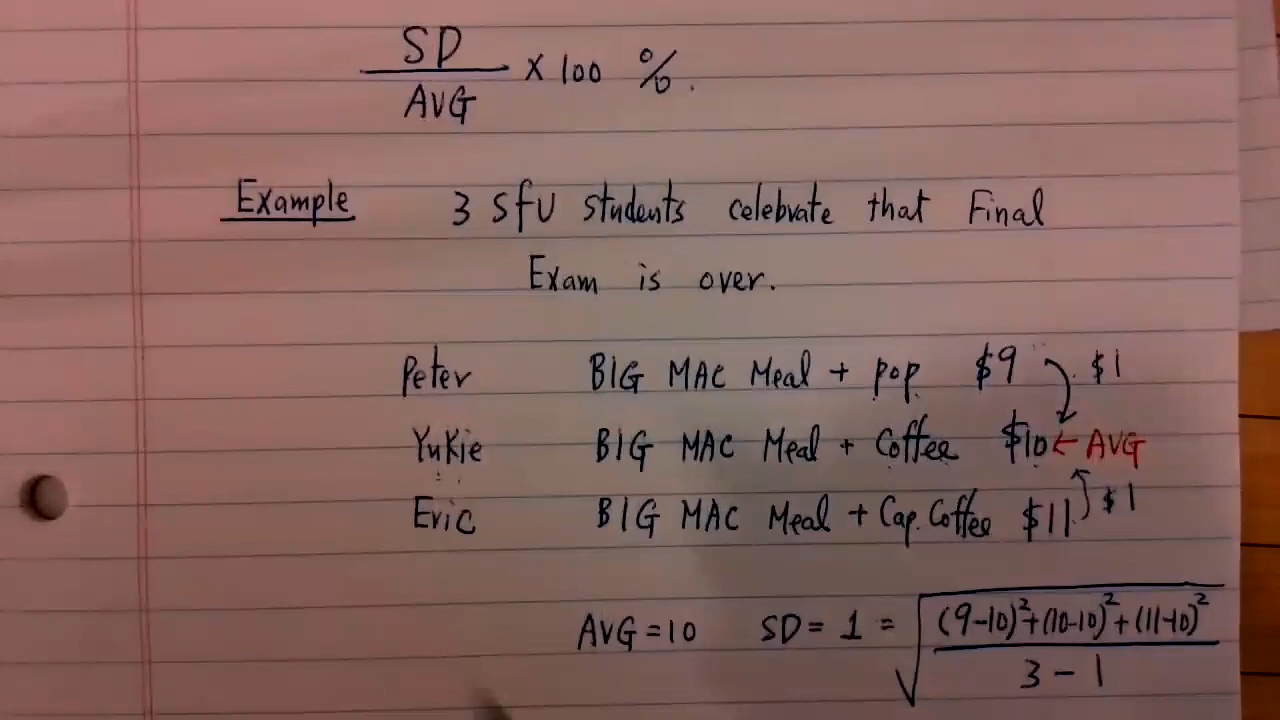 SD
AVG × 100 %.
Example 3 SFU students celebrate that Final
Exam is over.
Peter BIG MAC Meal + pop $9 $1
Yukie BIG MAC Meal + Coffee $10 ← AVG
Eric BIG MAC Meal + Cap. Coffee $11 $1
AVG = 10 SD = 1 = √((9-10)²+(10-10)²+(11-10)²
3 - 1